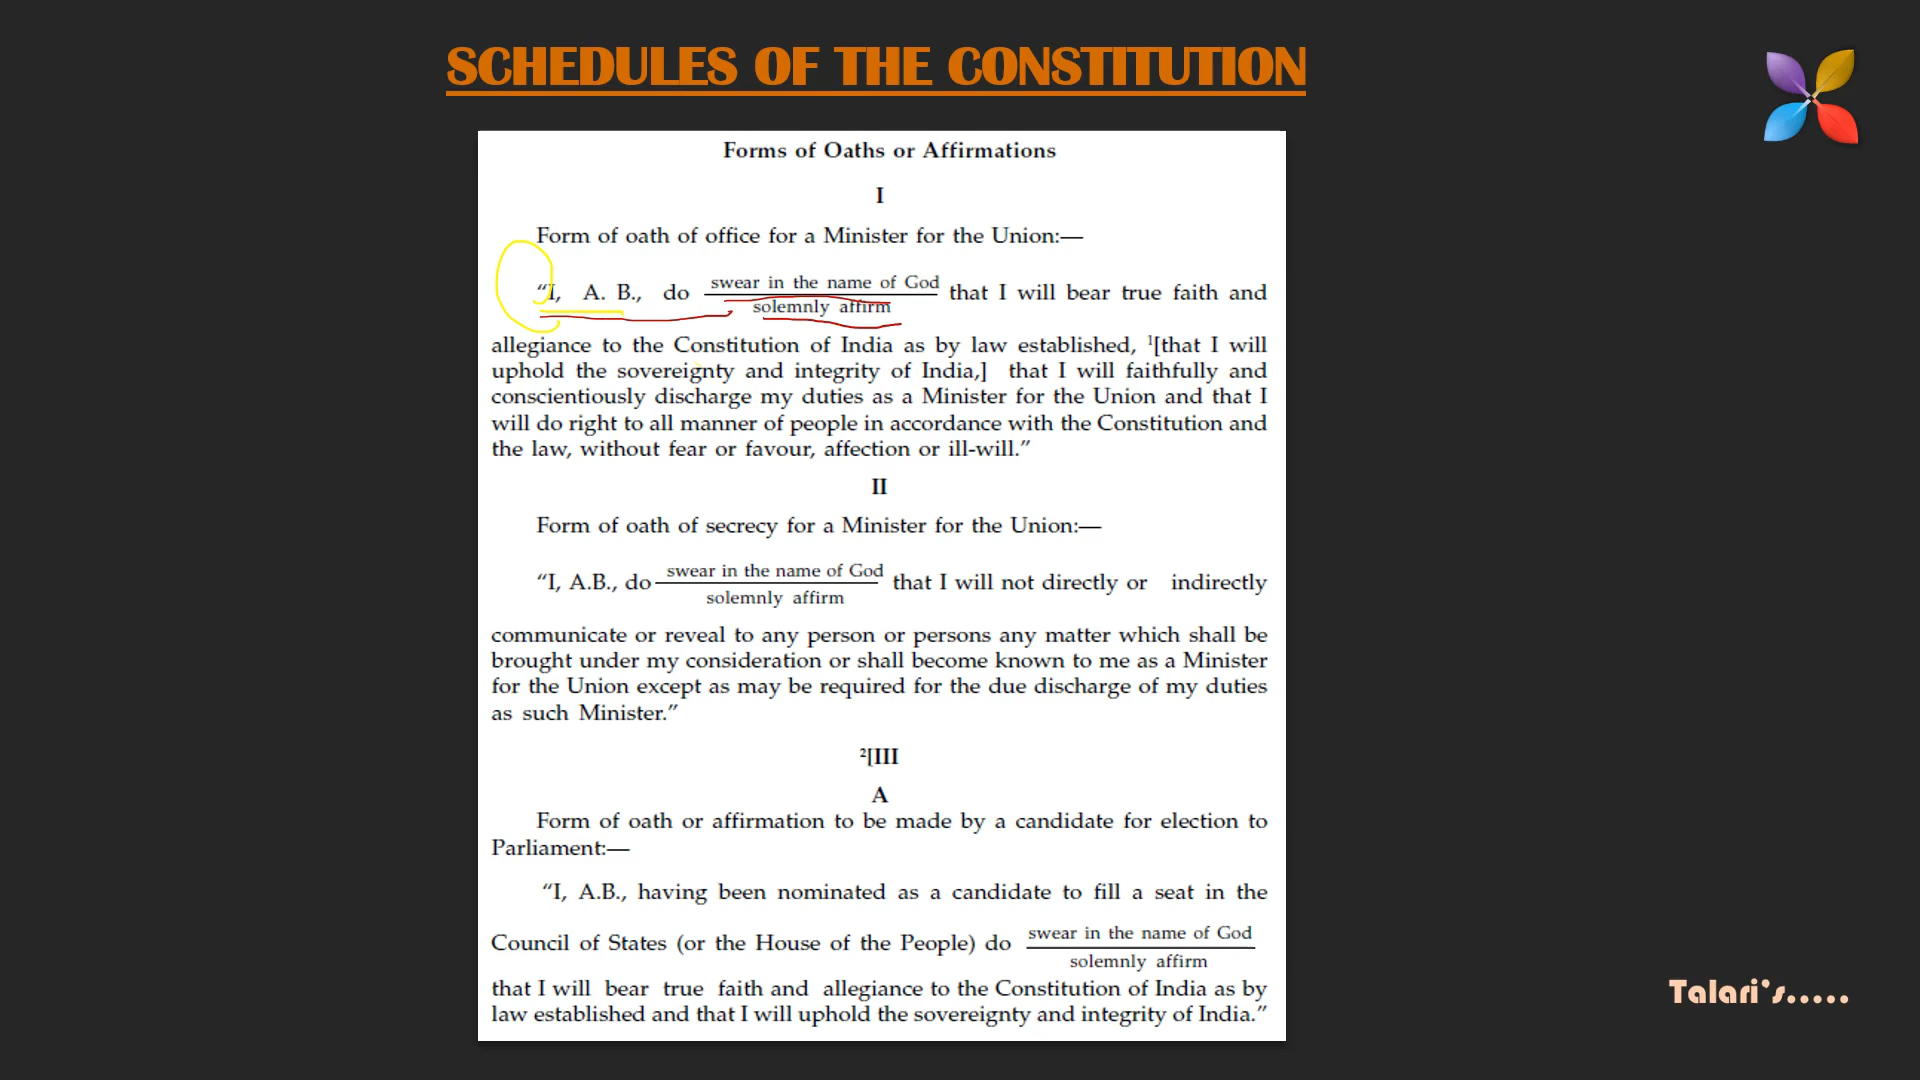 SCHEDULES OF THE CONSTITUTION
Forms of Oaths or Affirmations
I
Form of oath of office for a Minister for the Union:—
“I, A. B., do swear in the name of God that I will bear true faith and
solemnly affirm
allegiance to the Constitution of India as by law established, ¹[that I will
uphold the sovereignty and integrity of India,] that I will faithfully and
conscientiously discharge my duties as a Minister for the Union and that I
will do right to all manner of people in accordance with the Constitution and
the law, without fear or favour, affection or ill-will.”
II
Form of oath of secrecy for a Minister for the Union:—
“I, A.B., do swear in the name of God that I will not directly or indirectly
solemnly affirm
communicate or reveal to any person or persons any matter which shall be
brought under my consideration or shall become known to me as a Minister
for the Union except as may be required for the due discharge of my duties
as such Minister.”
²[III
A
Form of oath or affirmation to be made by a candidate for election to
Parliament:—
“I, A.B., having been nominated as a candidate to fill a seat in the
Council of States (or the House of the People) do swear in the name of God
solemnly affirm
that I will bear true faith and allegiance to the Constitution of India as by
law established and that I will uphold the sovereignty and integrity of India.”
Talari's.....